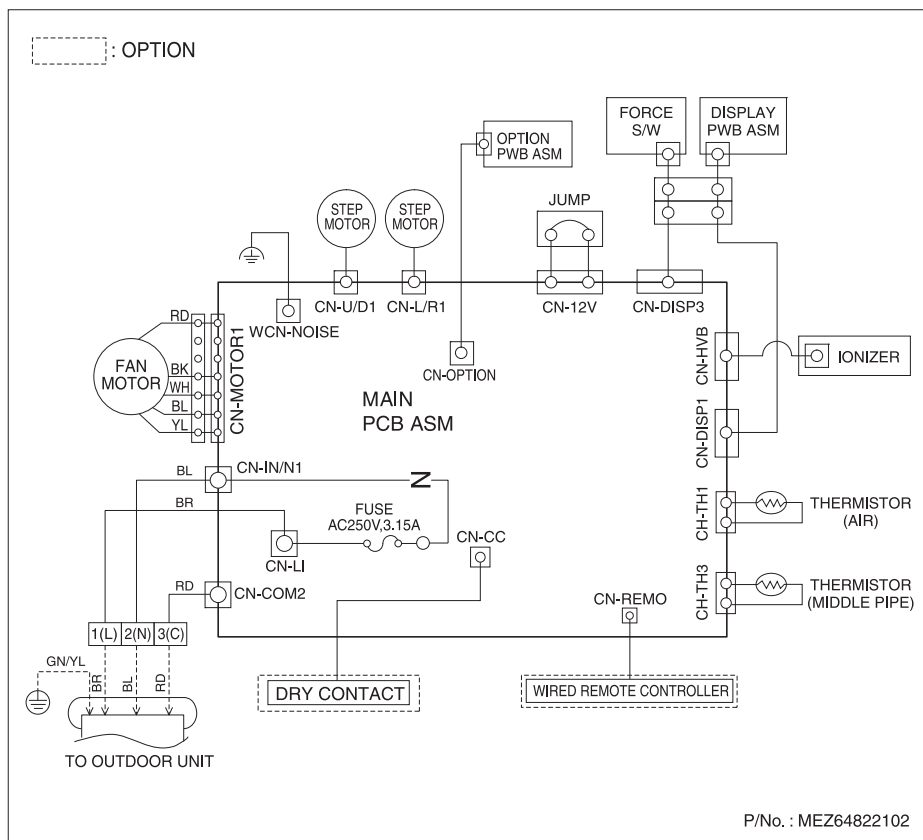 : OPTION
FORCE
S/W
DISPLAY
PWB ASM
OPTION
PWB ASM
STEP
MOTOR
STEP
MOTOR
JUMP
CN-U/D1
CN-L/R1
CN-12V
CN-DISP3
WCN-NOISE
RD
BK
WH
BL
YL
FAN
MOTOR
CN-MOTOR1
CN-OPTION
MAIN
PCB ASM
CN-HVB
IONIZER
CN-DISP1
CN-IN/N1
N
BL
BR
FUSE
AC250V,3.15A
CN-LI
CN-CC
CH-TH1
THERMISTOR
(AIR)
RD
CN-COM2
CN-REMO
CH-TH3
THERMISTOR
(MIDDLE PIPE)
1(L) 2(N) 3(C)
GN/YL
BR
BL
RD
DRY CONTACT
WIRED REMOTE CONTROLLER
TO OUTDOOR UNIT
P/No. : MEZ64822102